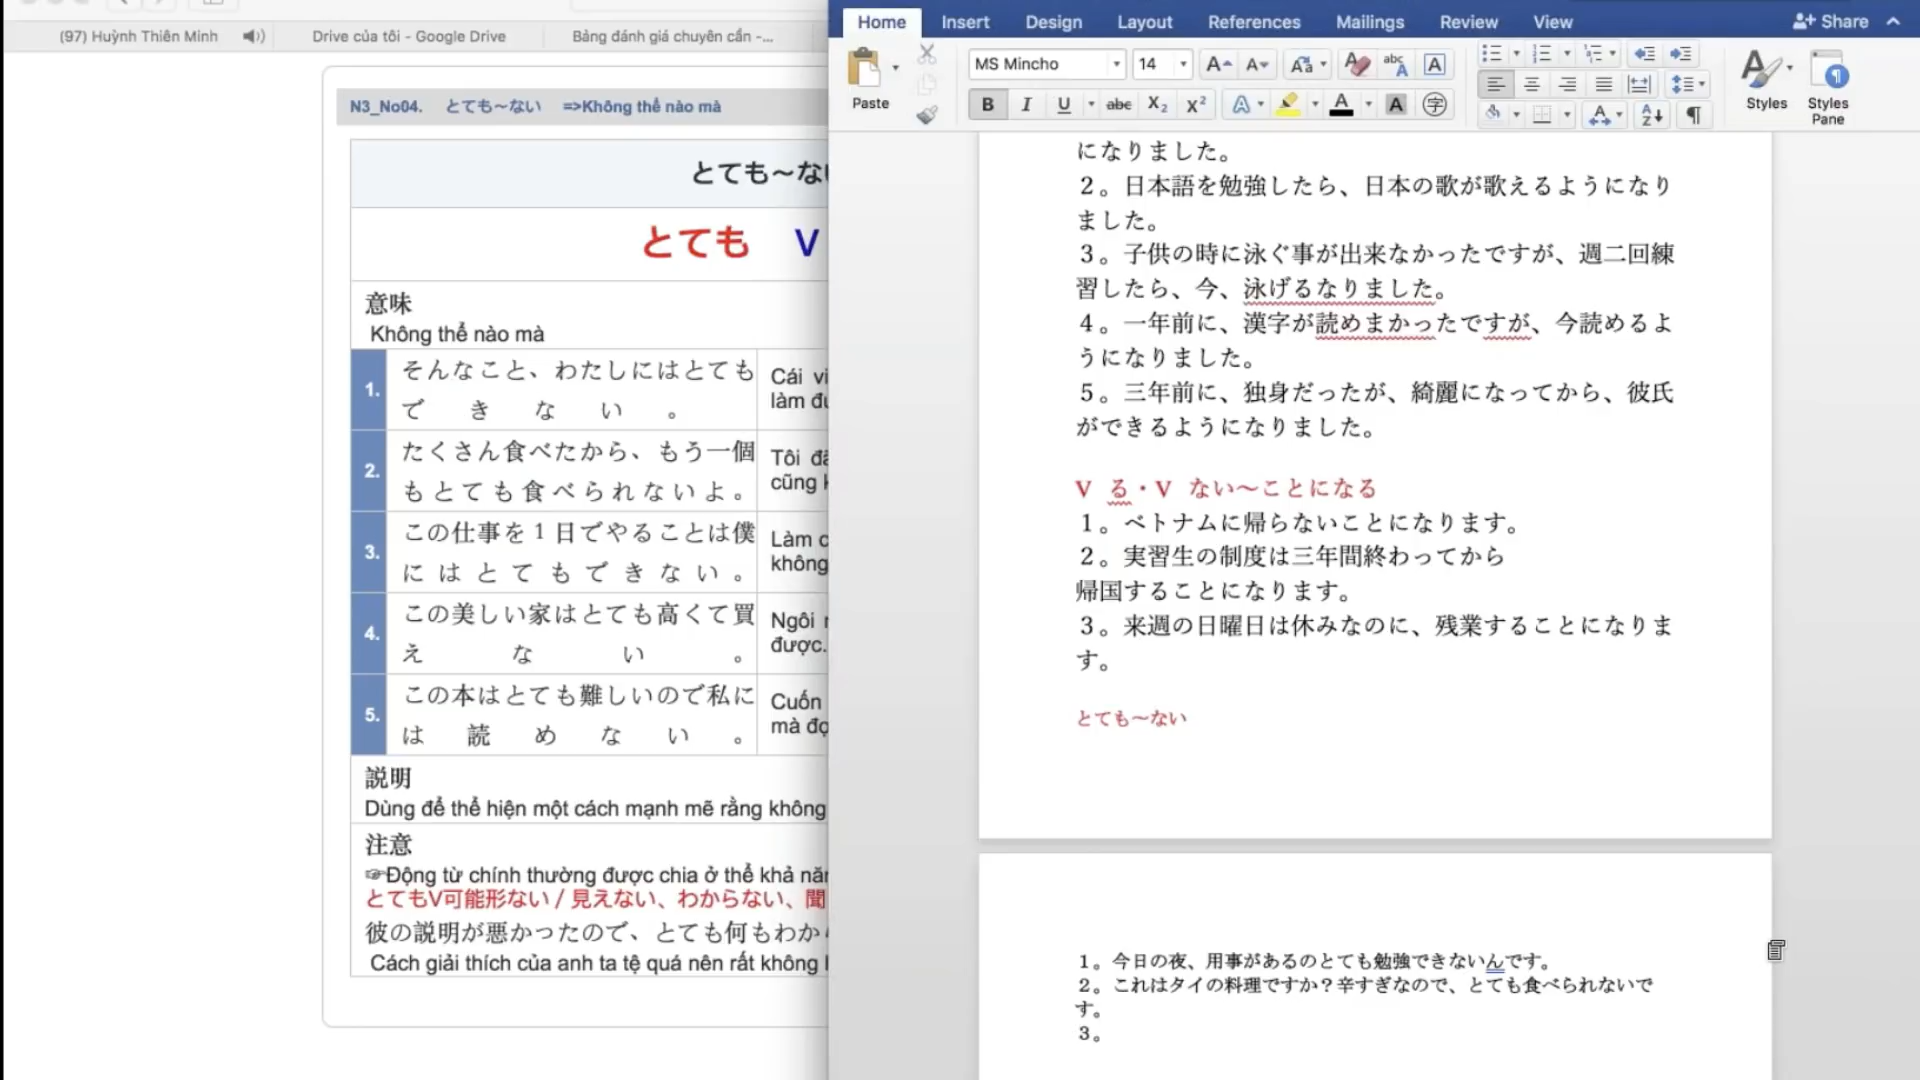 (97) Huỳnh Thiên Minh
Drive của tôi - Google Drive
Bảng đánh giá chuyên cần -...
N3_No04. とても～ない =>Không thể nào mà
とても～な
とても V
意味
Không thể nào mà
1. そんなこと、わたしにはとても
できない。
Cái
làm
2. たくさん食べたから、もう一個
もとても食べられないよ。
Tôi
cũng
3. この仕事を１日でやることは僕
にはとてもできない。
Làm
không
4. この美しい家はとても高くて買
えない。
Ngôi
được.
5. この本はとても難しいので私に
は読めない。
Cuốn
mà
説明
Dùng để thể hiện một cách mạnh mẽ rằng không
注意
☞Động từ chính thường được chia ở thể khả
とてもV可能形ない / 見えない、わからない、聞
彼の説明が悪かったので、とても何もわか
Cách giải thích của anh ta tệ quá nên rất không
Home Insert Design Layout References Mailings Review View Share
Paste
MS Mincho 14
B I U abc X₂ X²
Styles
Styles Pane
になりました。
２。日本語を勉強したら、日本の歌が歌えるようになり
ました。
３。子供の時に泳ぐ事が出来なかったですが、週二回練
習したら、今、泳げるなりました。
４。一年前に、漢字が読めまかったですが、今読めるよ
うになりました。
５。三年前に、独身だったが、綺麗になってから、彼氏
ができるようになりました。
V る・V ない～ことになる
１。ベトナムに帰らないことになります。
２。実習生の制度は三年間終わってから
帰国することになります。
３。来週の日曜日は休みなのに、残業することになりま
す。
とても～ない
１。今日の夜、用事があるのとても勉強できないんです。
２。これはタイの料理ですか？辛すぎなので、とても食べられないで
す。
３。